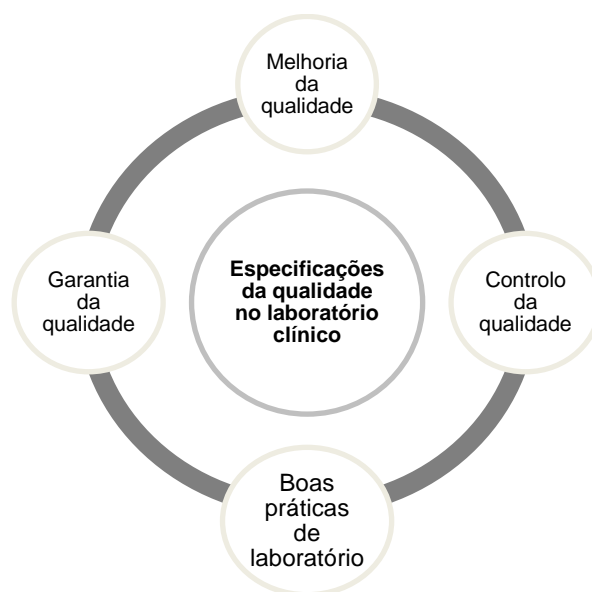 Melhoria
da
qualidade
Garantia
da
qualidade
Especificações
da qualidade
no laboratório
clínico
Controlo
da
qualidade
Boas
práticas
de
laboratório